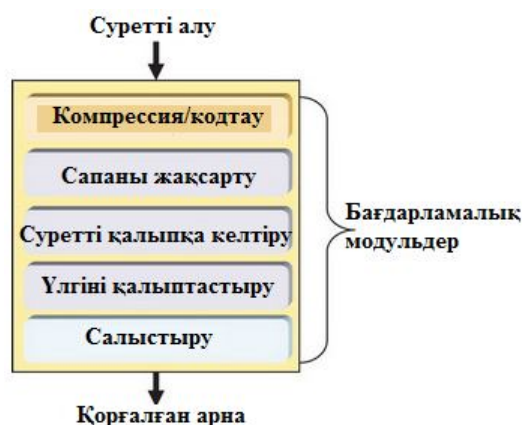 Суретті алу
Компрессия/кодтау
Сапаны жақсарту
Суретті қалыпқа келтіру
Үлгіні қалыптастыру
Салыстыру
Бағдарламалық
модульдер
Қорғалған арна